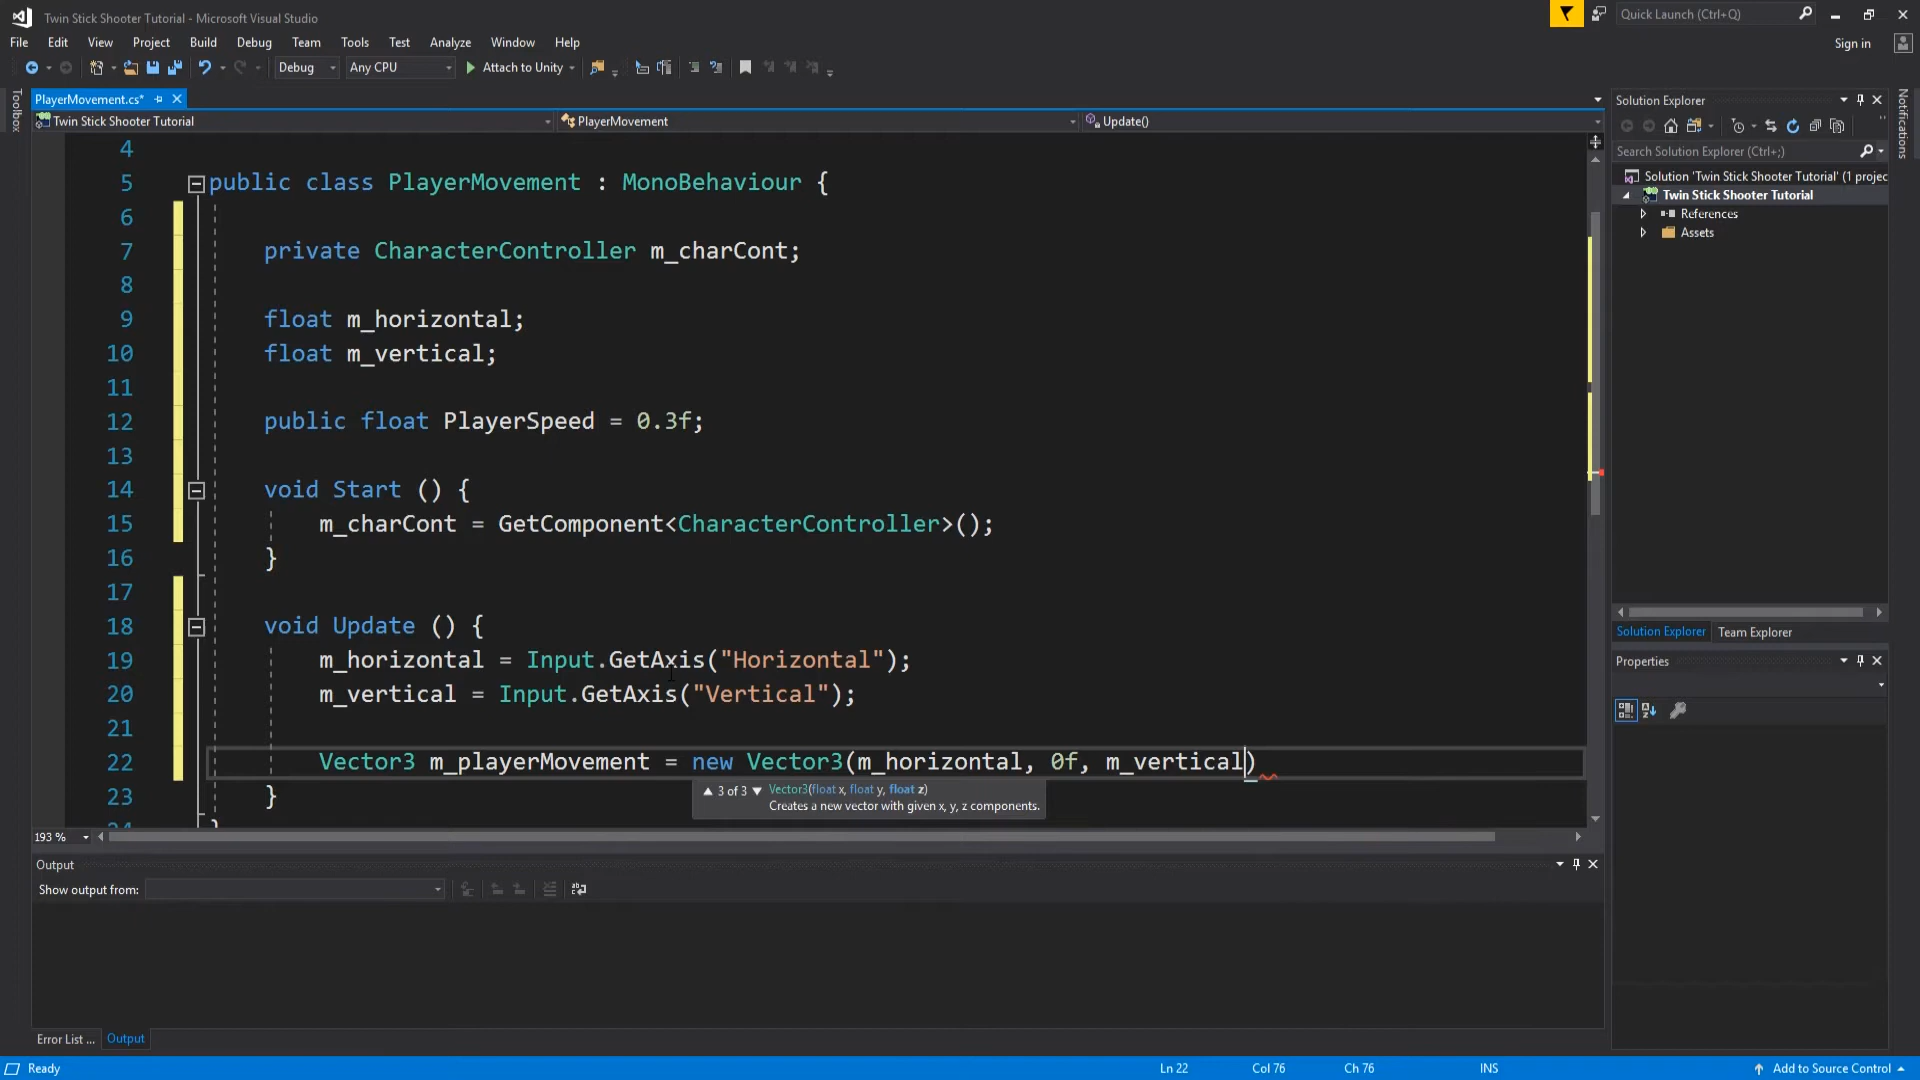 Twin Stick Shooter Tutorial - Microsoft Visual Studio
Quick Launch (Ctrl+Q)
File Edit View Project Build Debug Team Tools Test Analyze Window Help
Sign in
Debug Any CPU Attach to Unity
Toolbox
PlayerMovement.cs*
Twin Stick Shooter Tutorial PlayerMovement Update()
4
5 public class PlayerMovement : MonoBehaviour {
6
7 private CharacterController m_charCont;
8
9 float m_horizontal;
10 float m_vertical;
11
12 public float PlayerSpeed = 0.3f;
13
14 void Start () {
15 m_charCont = GetComponent<CharacterController>();
16 }
17
18 void Update () {
19 m_horizontal = Input.GetAxis("Horizontal");
20 m_vertical = Input.GetAxis("Vertical");
21
22 Vector3 m_playerMovement = new Vector3(m_horizontal, 0f, m_vertical)
23 }
3 of 3 Vector3(float x, float y, float z)
Creates a new vector with given x, y, z components.
24 }
193 %
Output
Show output from:
Error List ... Output
Solution Explorer
Search Solution Explorer (Ctrl+;)
Solution 'Twin Stick Shooter Tutorial' (1 projec
Twin Stick Shooter Tutorial
References
Assets
Solution Explorer Team Explorer
Properties
Notifications
Ready Ln 22 Col 76 Ch 76 INS Add to Source Control